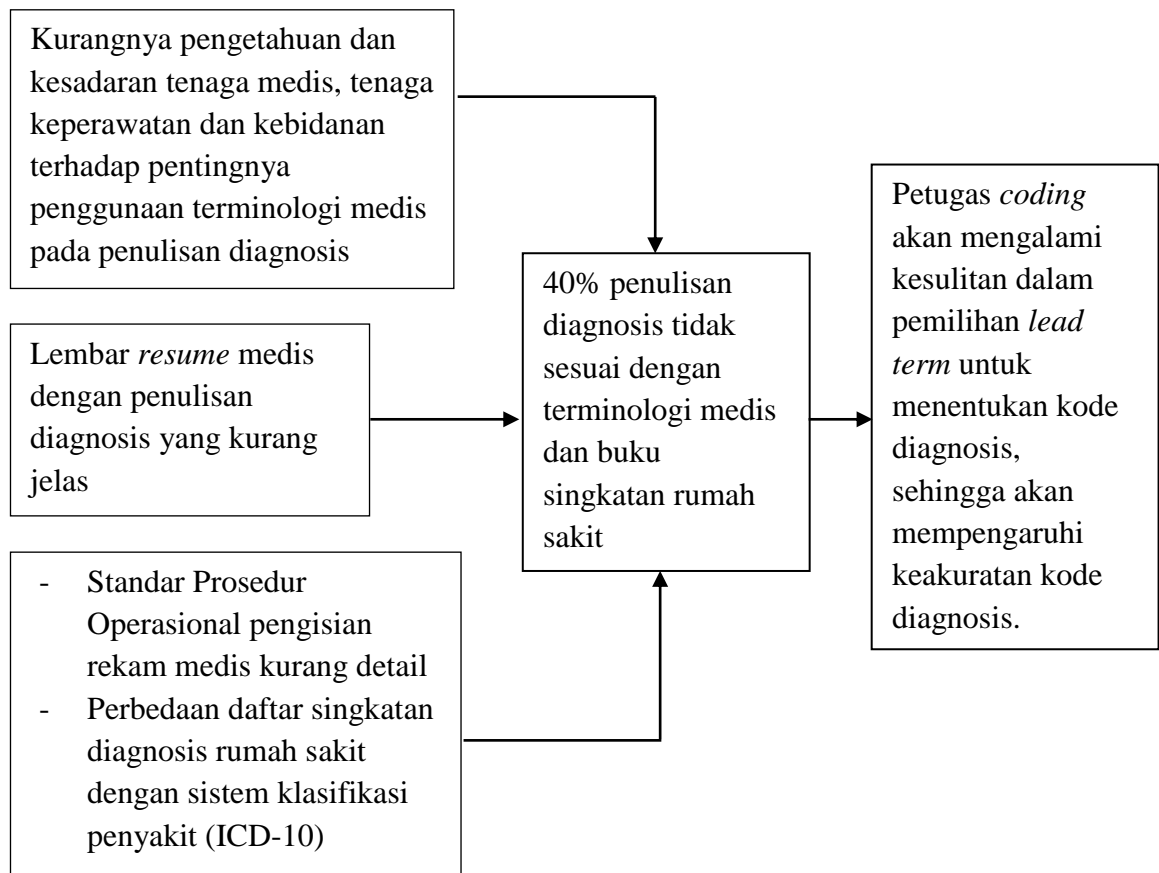 Kurangnya pengetahuan dan
kesadaran tenaga medis, tenaga
keperawatan dan kebidanan
terhadap pentingnya
penggunaan terminologi medis
pada penulisan diagnosis
Lembar resume medis
dengan penulisan
diagnosis yang kurang
jelas
- Standar Prosedur
Operasional pengisian
rekam medis kurang detail
- Perbedaan daftar singkatan
diagnosis rumah sakit
dengan sistem klasifikasi
penyakit (ICD-10)
40% penulisan
diagnosis tidak
sesuai dengan
terminologi medis
dan buku
singkatan rumah
sakit
Petugas coding
akan mengalami
kesulitan dalam
pemilihan lead
term untuk
menentukan kode
diagnosis,
sehingga akan
mempengaruhi
keakuratan kode
diagnosis.